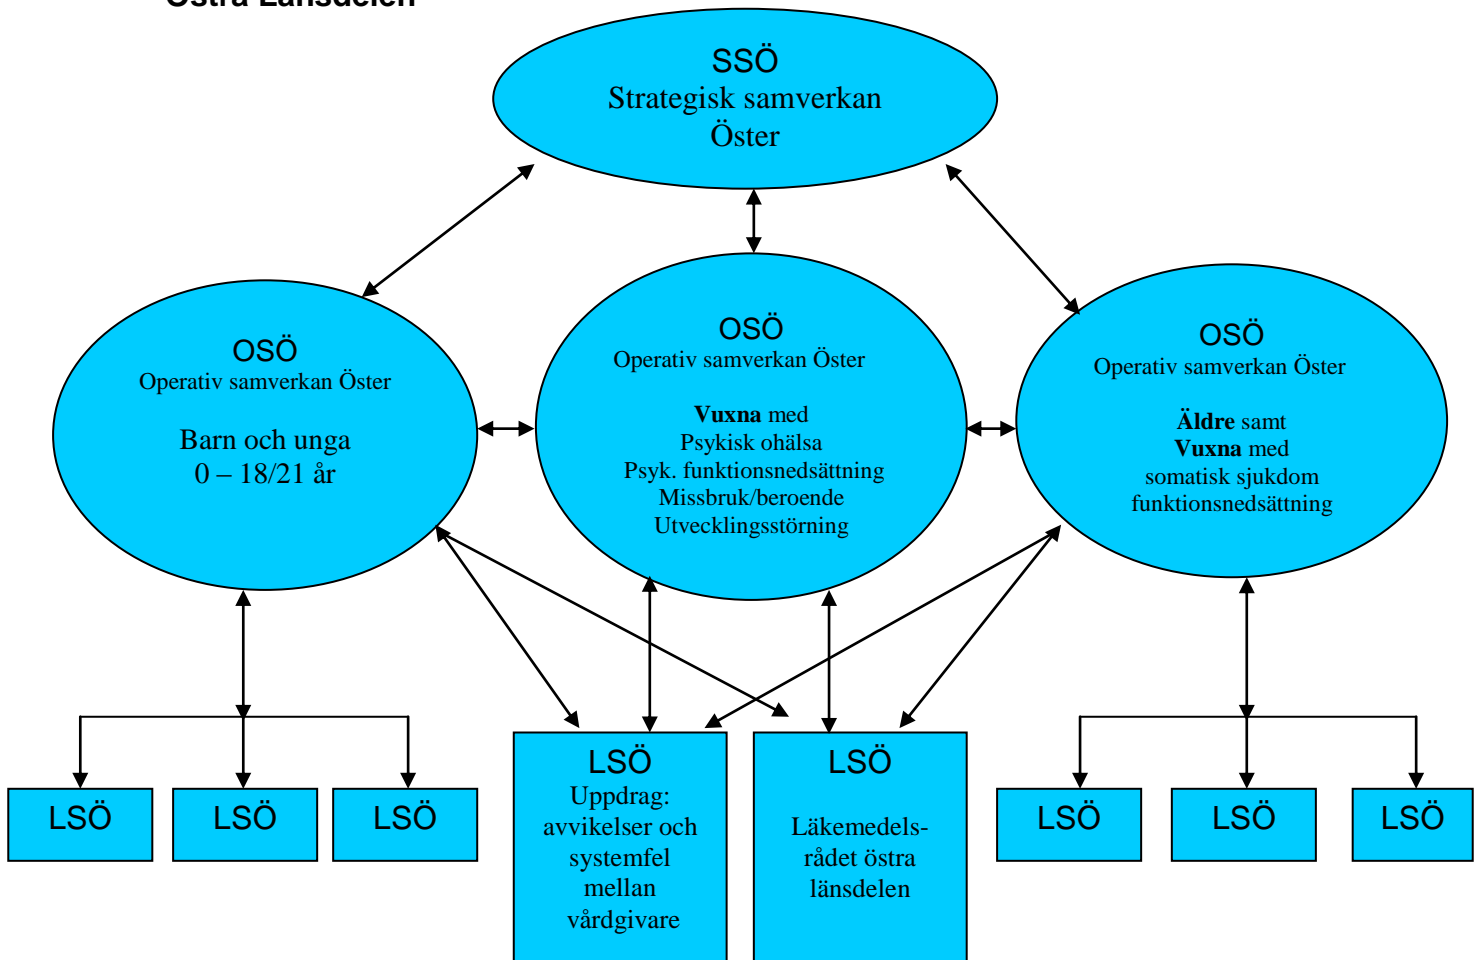 Östra Länsdelen
SSÖ
Strategisk samverkan
Öster
OSÖ
Operativ samverkan Öster
Barn och unga
0 – 18/21 år
OSÖ
Operativ samverkan Öster
Vuxna med
Psykisk ohälsa
Psyk. funktionsnedsättning
Missbruk/beroende
Utvecklingsstörning
OSÖ
Operativ samverkan Öster
Äldre samt
Vuxna med
somatisk sjukdom
funktionsnedsättning
LSÖ
LSÖ
LSÖ
LSÖ
Uppdrag:
avvikelser och
systemfel
mellan
vårdgivare
LSÖ
Läkemedels-
rådet östra
länsdelen
LSÖ
LSÖ
LSÖ